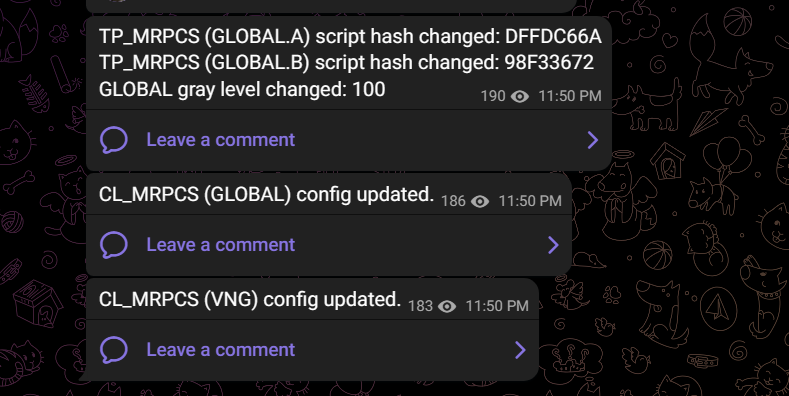 TP_MRPCS (GLOBAL.A) script hash changed: DFFDC66A
TP_MRPCS (GLOBAL.B) script hash changed: 98F33672
GLOBAL gray level changed: 100
190 11:50 PM
Leave a comment
CL_MRPCS (GLOBAL) config updated. 186 11:50 PM
Leave a comment
CL_MRPCS (VNG) config updated. 183 11:50 PM
Leave a comment